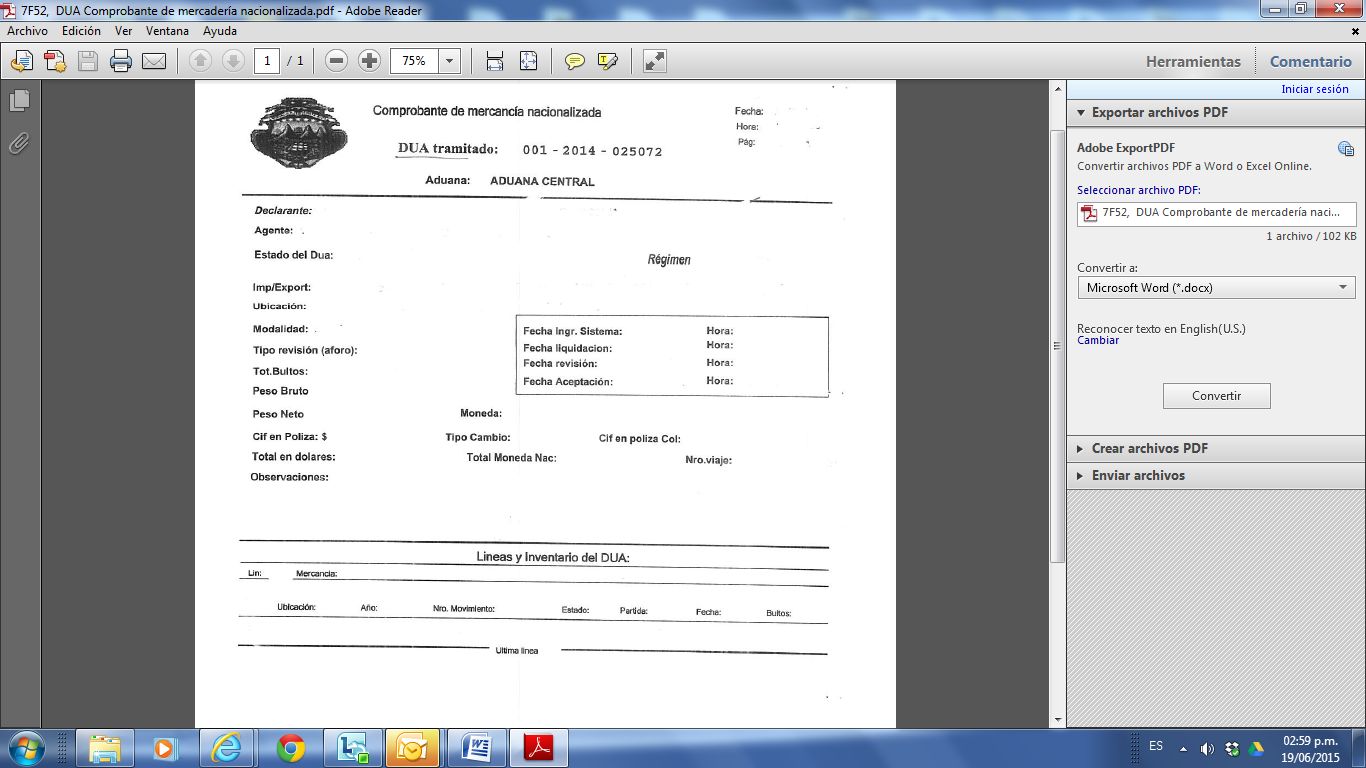 7F52,  DUA Comprobante de mercadería nacionalizada.pdf - Adobe Reader
Archivo Edición Ver Ventana Ayuda
1 / 1 75% Herramientas Comentario
Iniciar sesión
Exportar archivos PDF
Adobe ExportPDF
Convertir archivos PDF a Word o Excel Online.
Seleccionar archivo PDF:
7F52,  DUA Comprobante de mercadería naci...
1 archivo / 102 KB
Convertir a:
Microsoft Word (*.docx)
Reconocer texto en English(U.S.)
Cambiar
Convertir
Crear archivos PDF
Enviar archivos
Comprobante de mercancía nacionalizada
Fecha:
Hora:
Pág:
DUA tramitado: 001 - 2014 - 025072
Aduana: ADUANA CENTRAL
Declarante:
Agente:
Estado del Dua: Régimen
Imp/Export:
Ubicación:
Modalidad:
Tipo revisión (aforo):
Tot.Bultos:
Peso Bruto
Fecha Ingr. Sistema: Hora:
Fecha liquidacion: Hora:
Fecha revisión: Hora:
Fecha Aceptación: Hora:
Peso Neto Moneda:
Cif en Poliza: $ Tipo Cambio: Cif en poliza Col:
Total en dolares: Total Moneda Nac: Nro.viaje:
Observaciones:
Lineas y Inventario del DUA:
Lin: Mercancia:
Ubicación: Año: Nro. Movimiento: Estado: Partida: Fecha: Bultos:
Ultima linea
ES 02:59 p.m.
19/06/2015